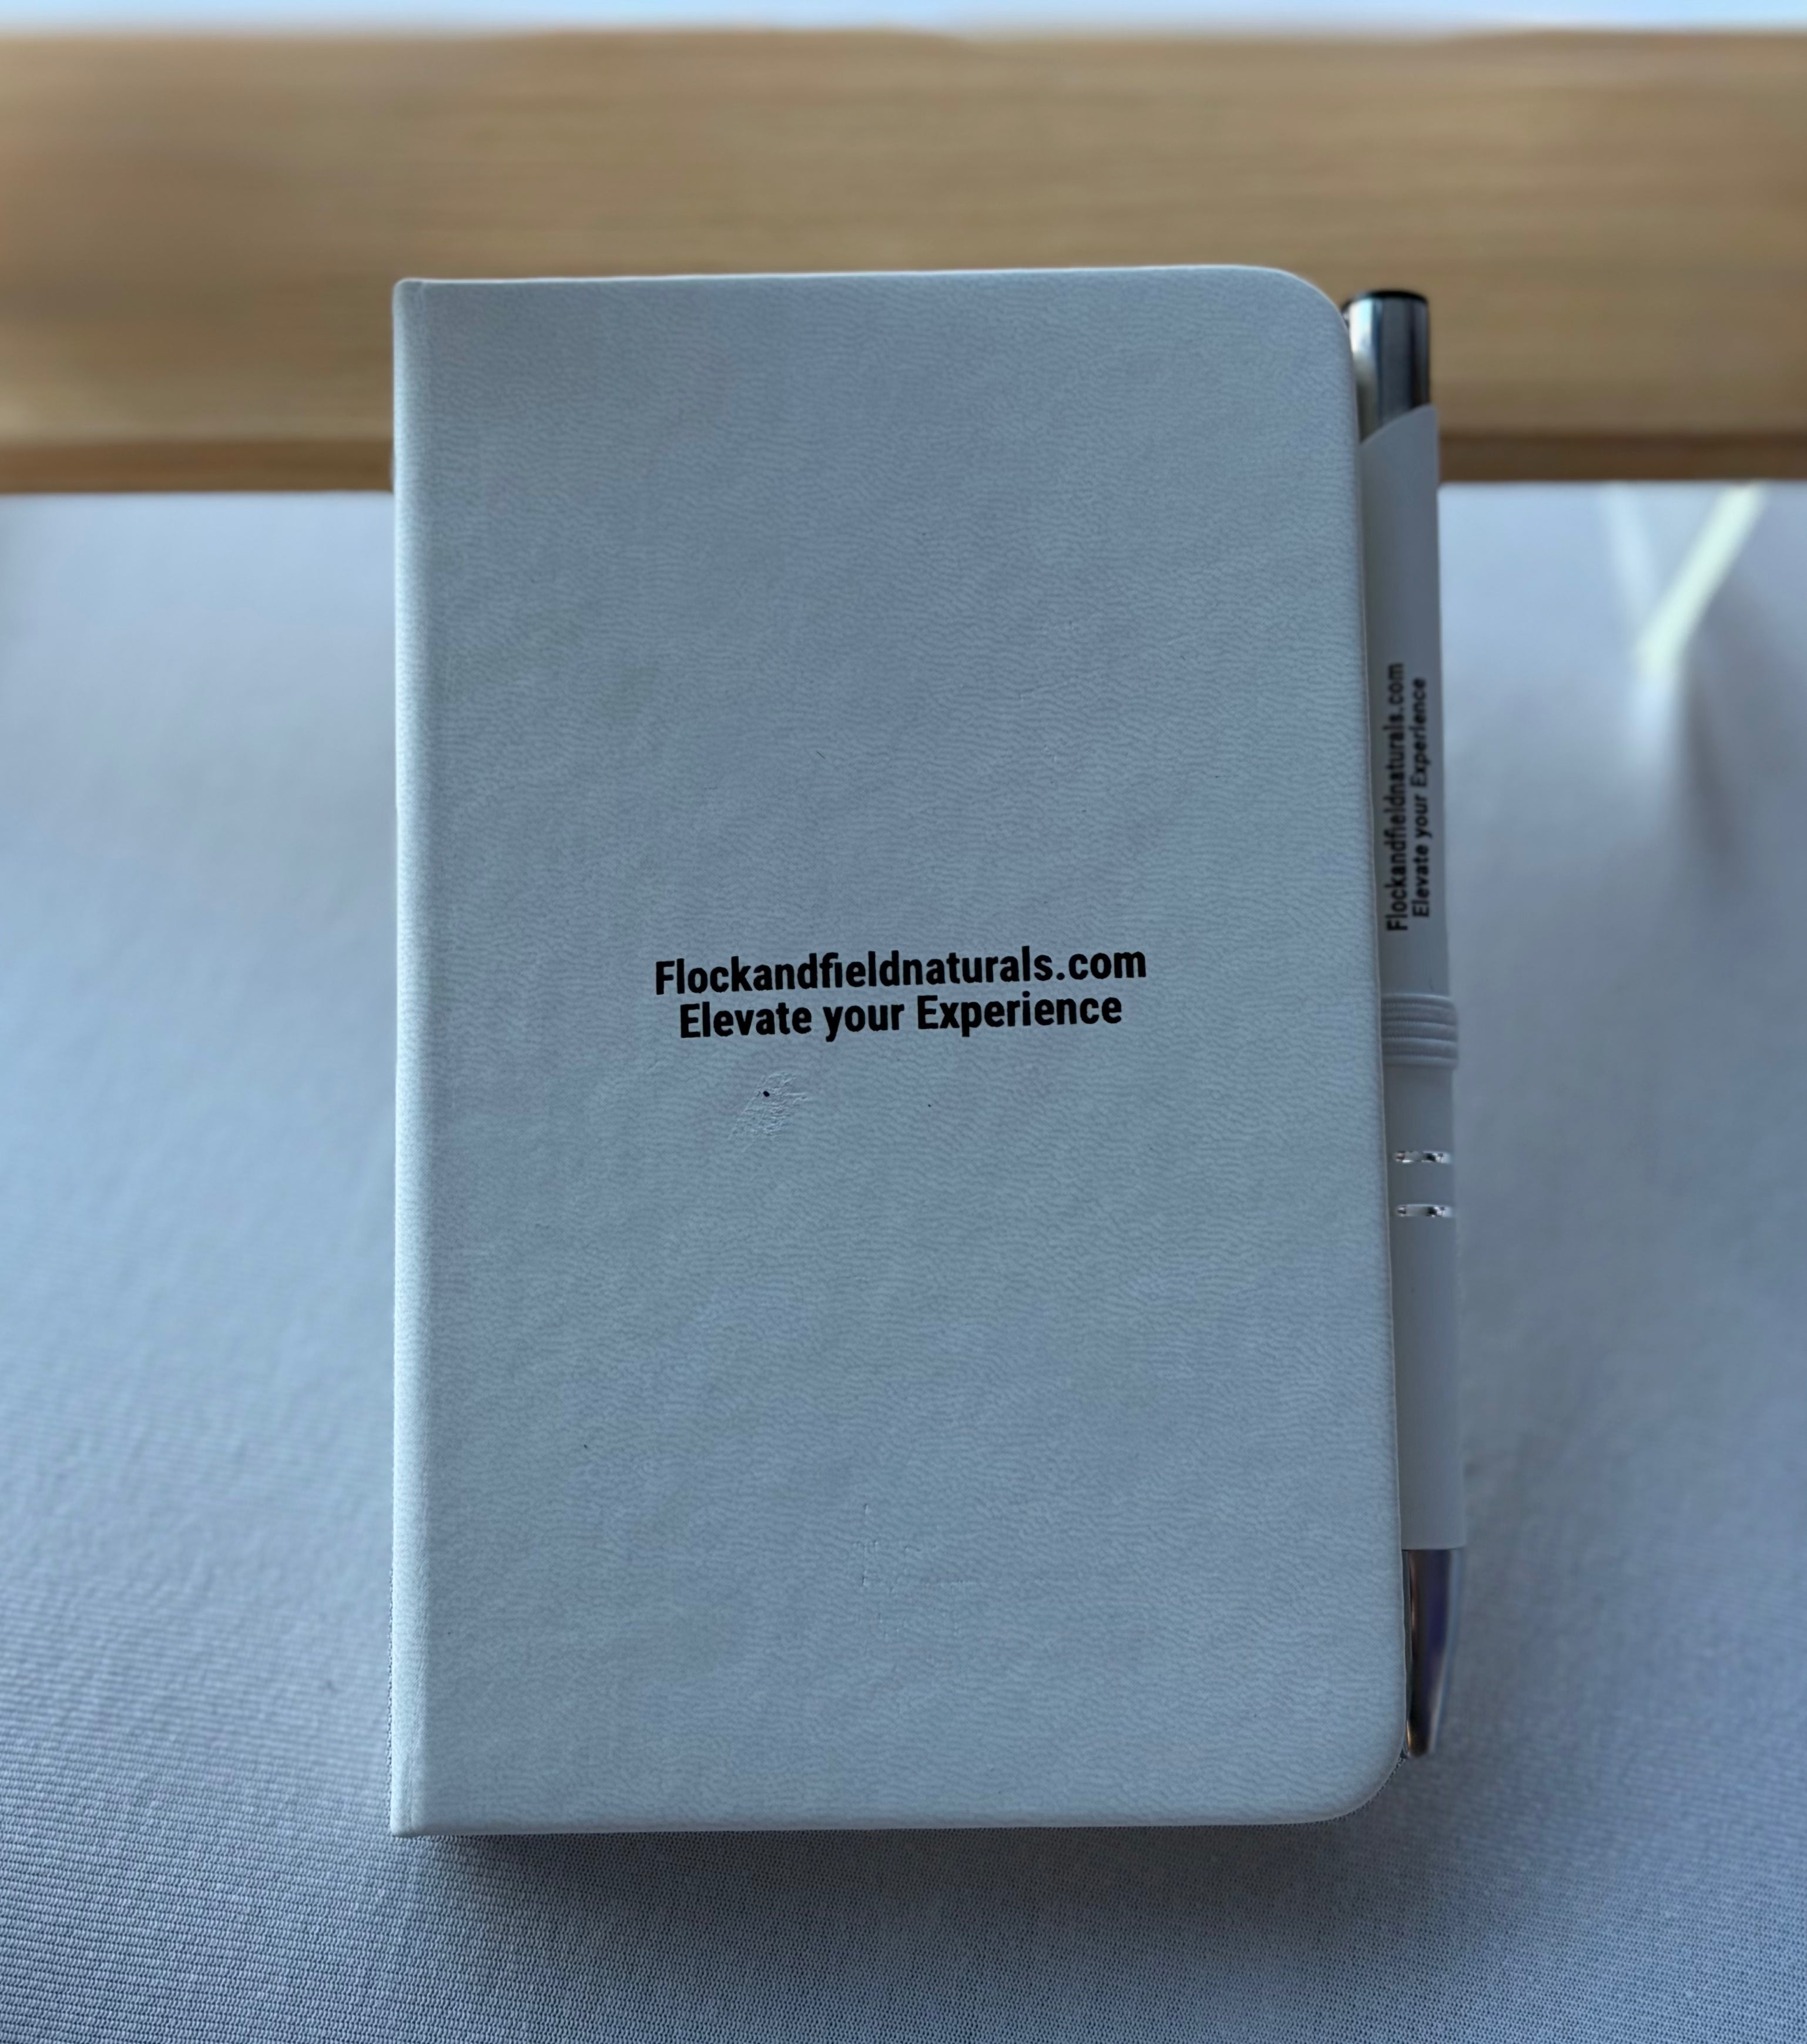 Flockandfieldnaturals.com
Elevate your Experience
Flockandfieldnaturals.com
Elevate your Experience